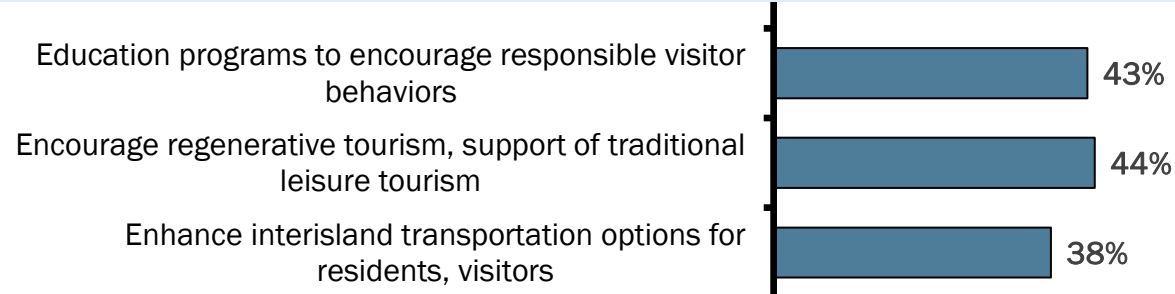 Education programs to encourage responsible visitor
behaviors
43%
Encourage regenerative tourism, support of traditional
leisure tourism
44%
Enhance interisland transportation options for
residents, visitors
38%